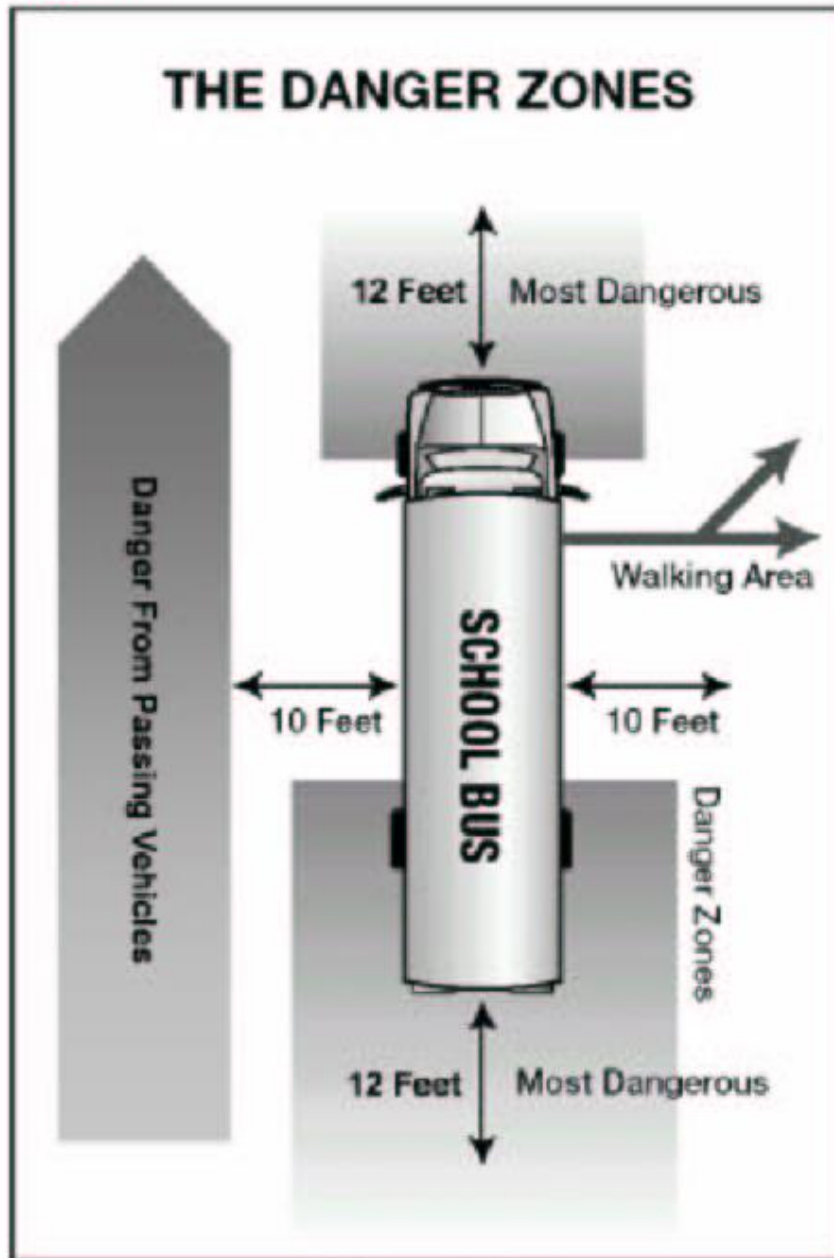 THE DANGER ZONES
12 Feet
Most Dangerous
Danger From Passing Vehicles
SCHOOL BUS
Walking Area
10 Feet
10 Feet
Danger Zones
12 Feet
Most Dangerous